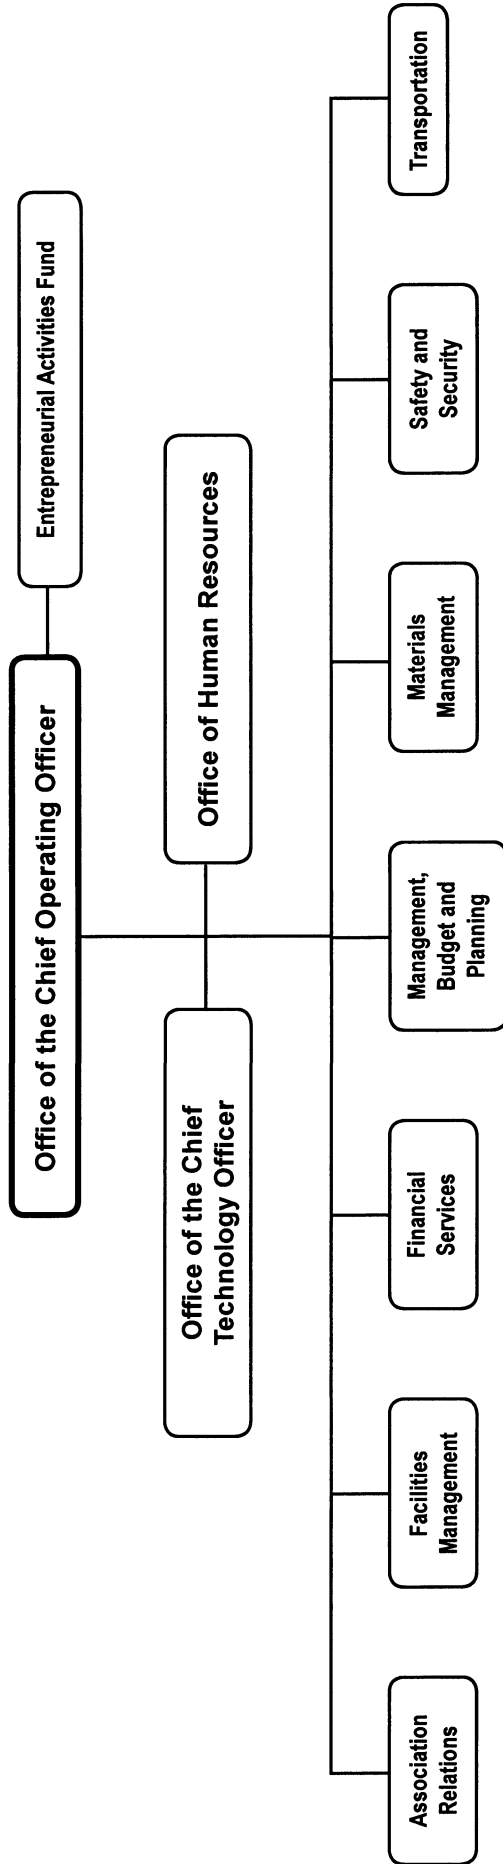 Office of the Chief Operating Officer
Entrepreneurial Activities Fund
Office of the Chief
Technology Officer
Office of Human Resources
Association
Relations
Facilities
Management
Financial
Services
Management,
Budget and
Planning
Materials
Management
Safety and
Security
Transportation